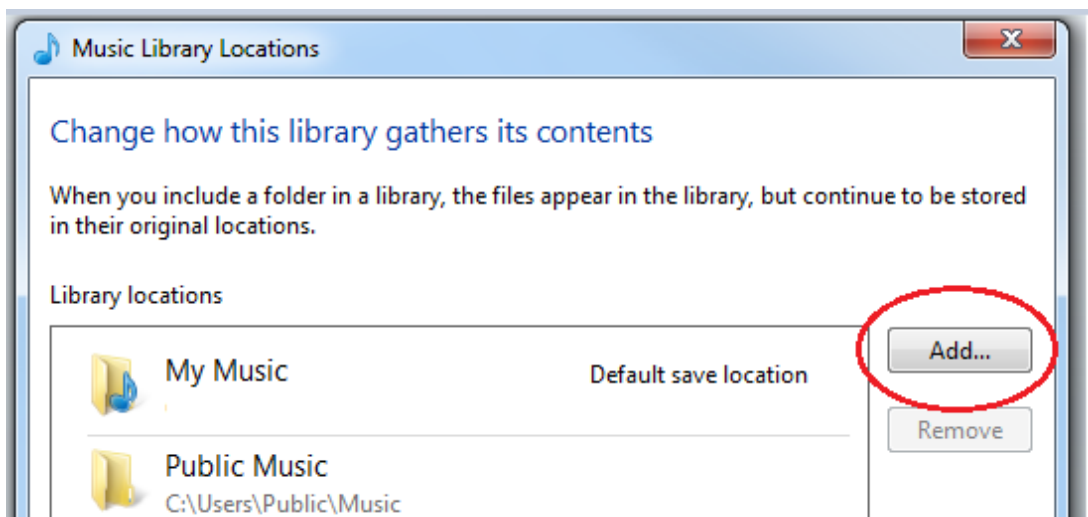 Music Library Locations
X
Change how this library gathers its contents
When you include a folder in a library, the files appear in the library, but continue to be stored
in their original locations.
Library locations
My Music Default save location
Add...
Remove
Public Music
C:\Users\Public\Music